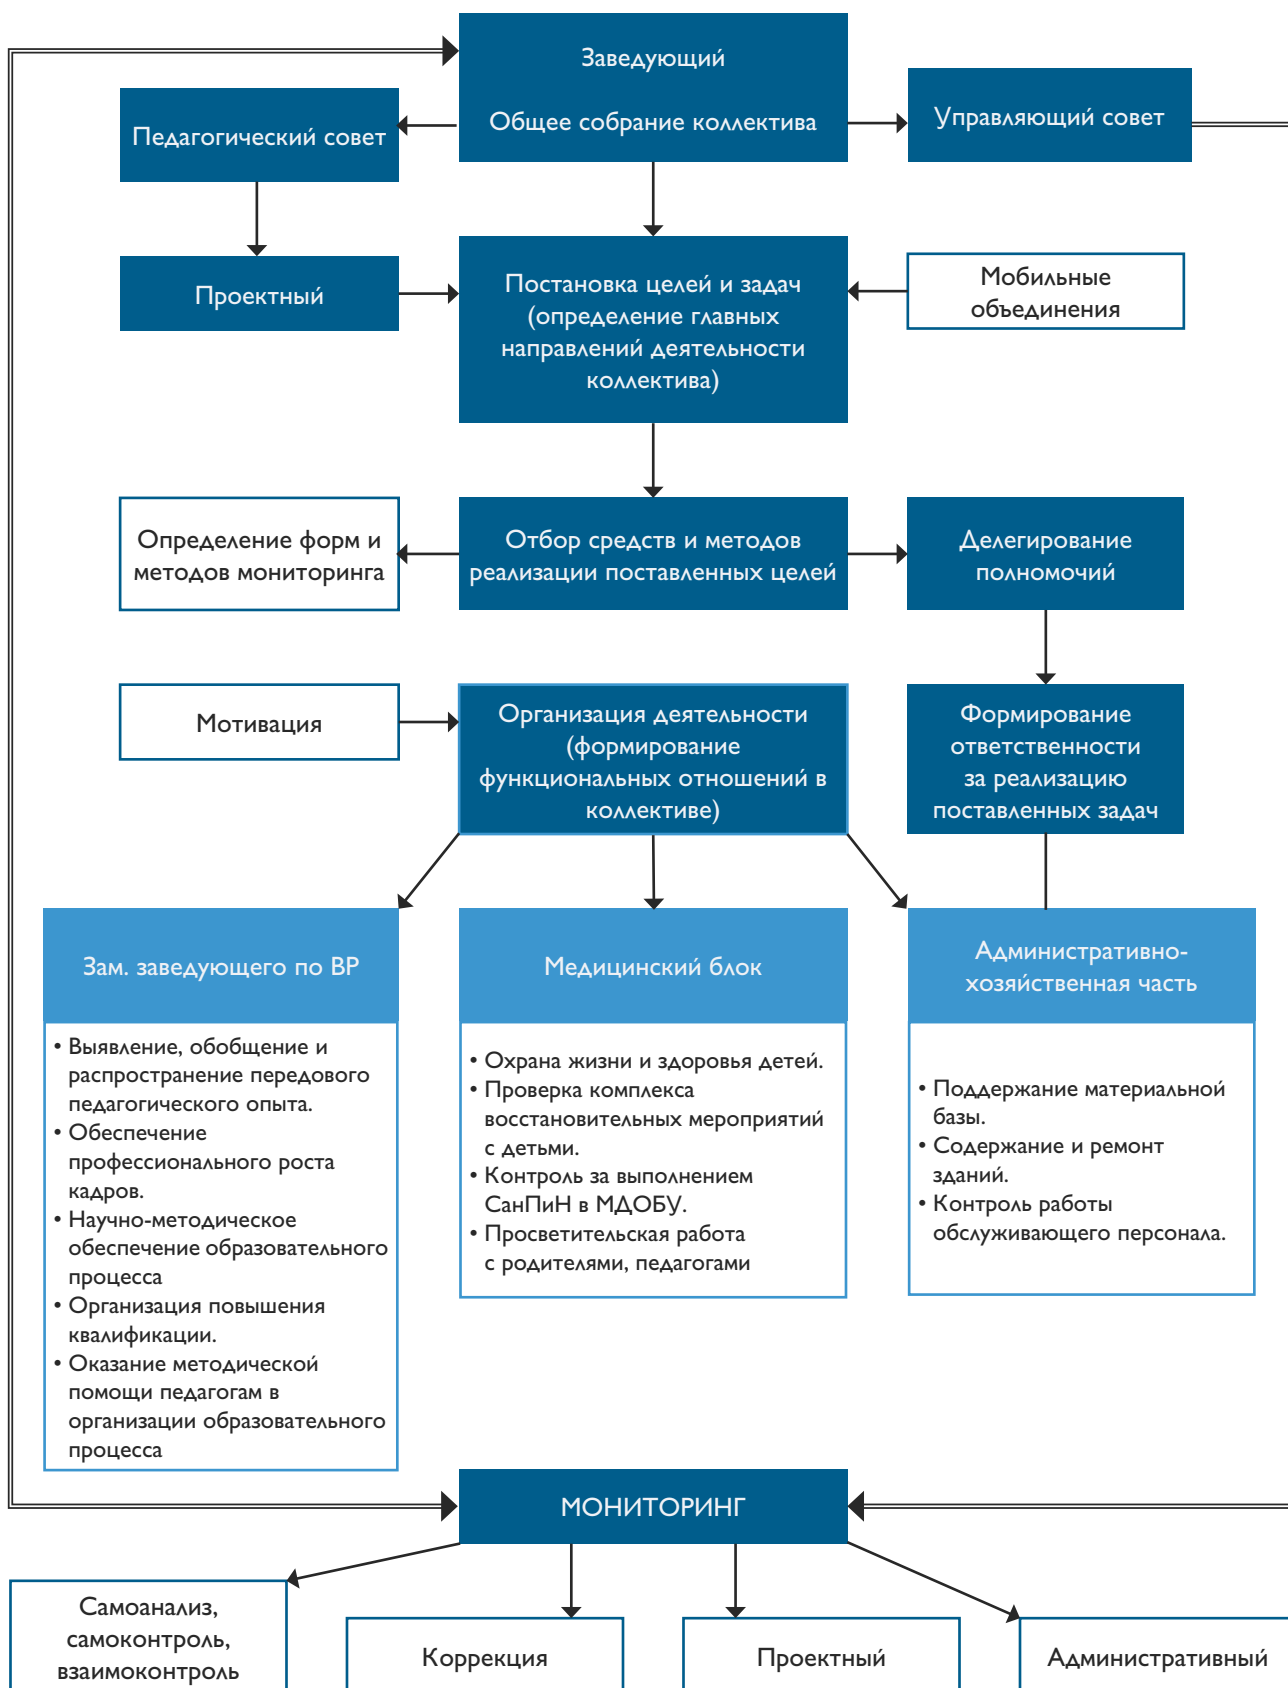 Заведующий
Общее собрание коллектива
Педагогический совет
Управляющий совет
Проектный
Постановка целей и задач
(определение главных
направлений деятельности
коллектива)
Мобильные
объединения
Определение форм и
методов мониторинга
Отбор средств и методов
реализации поставленных целей
Делегирование
полномочий
Мотивация
Организация деятельности
(формирование
функциональных отношений в
коллективе)
Формирование
ответственности
за реализацию
поставленных задач
Зам. заведующего по ВР
• Выявление, обобщение и
распространение передового
педагогического опыта.
• Обеспечение
профессионального роста
кадров.
• Научно-методическое
обеспечение образовательного
процесса
• Организация повышения
квалификации.
• Оказание методической
помощи педагогам в
организации образовательного
процесса
Медицинский блок
• Охрана жизни и здоровья детей.
• Проверка комплекса
восстановительных мероприятий
с детьми.
• Контроль за выполнением
СанПиН в МДОБУ.
• Просветительская работа
с родителями, педагогами
Административно-
хозяйственная часть
• Поддержание материальной
базы.
• Содержание и ремонт
зданий.
• Контроль работы
обслуживающего персонала.
МОНИТОРИНГ
Самоанализ,
самоконтроль,
взаимоконтроль
Коррекция
Проектный
Административный